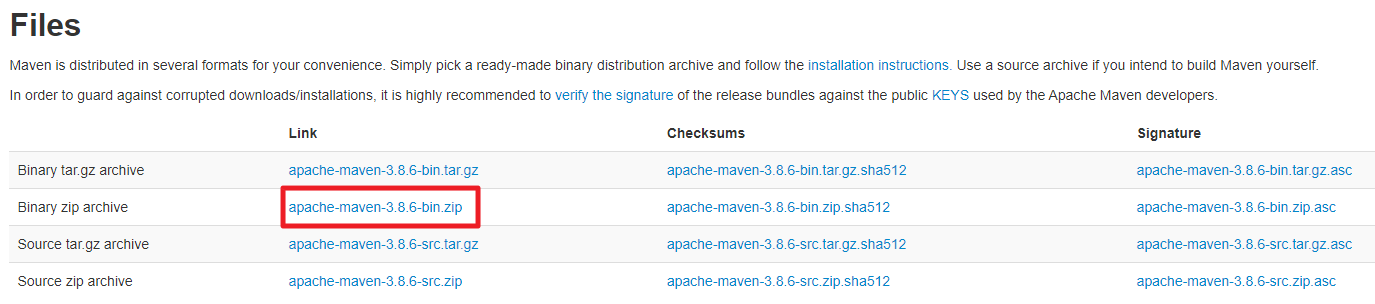 Files
Maven is distributed in several formats for your convenience. Simply pick a ready-made binary distribution archive and follow the installation instructions. Use a source archive if you intend to build Maven yourself.
In order to guard against corrupted downloads/installations, it is highly recommended to verify the signature of the release bundles against the public KEYS used by the Apache Maven developers.
Link Checksums Signature
Binary tar.gz archive apache-maven-3.8.6-bin.tar.gz apache-maven-3.8.6-bin.tar.gz.sha512 apache-maven-3.8.6-bin.tar.gz.asc
Binary zip archive apache-maven-3.8.6-bin.zip apache-maven-3.8.6-bin.zip.sha512 apache-maven-3.8.6-bin.zip.asc
Source tar.gz archive apache-maven-3.8.6-src.tar.gz apache-maven-3.8.6-src.tar.gz.sha512 apache-maven-3.8.6-src.tar.gz.asc
Source zip archive apache-maven-3.8.6-src.zip apache-maven-3.8.6-src.zip.sha512 apache-maven-3.8.6-src.zip.asc